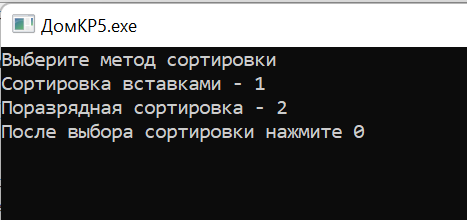 ДомКР5.exe
Выберите метод сортировки
Сортировка вставками - 1
Поразрядная сортировка - 2
После выбора сортировки нажмите 0